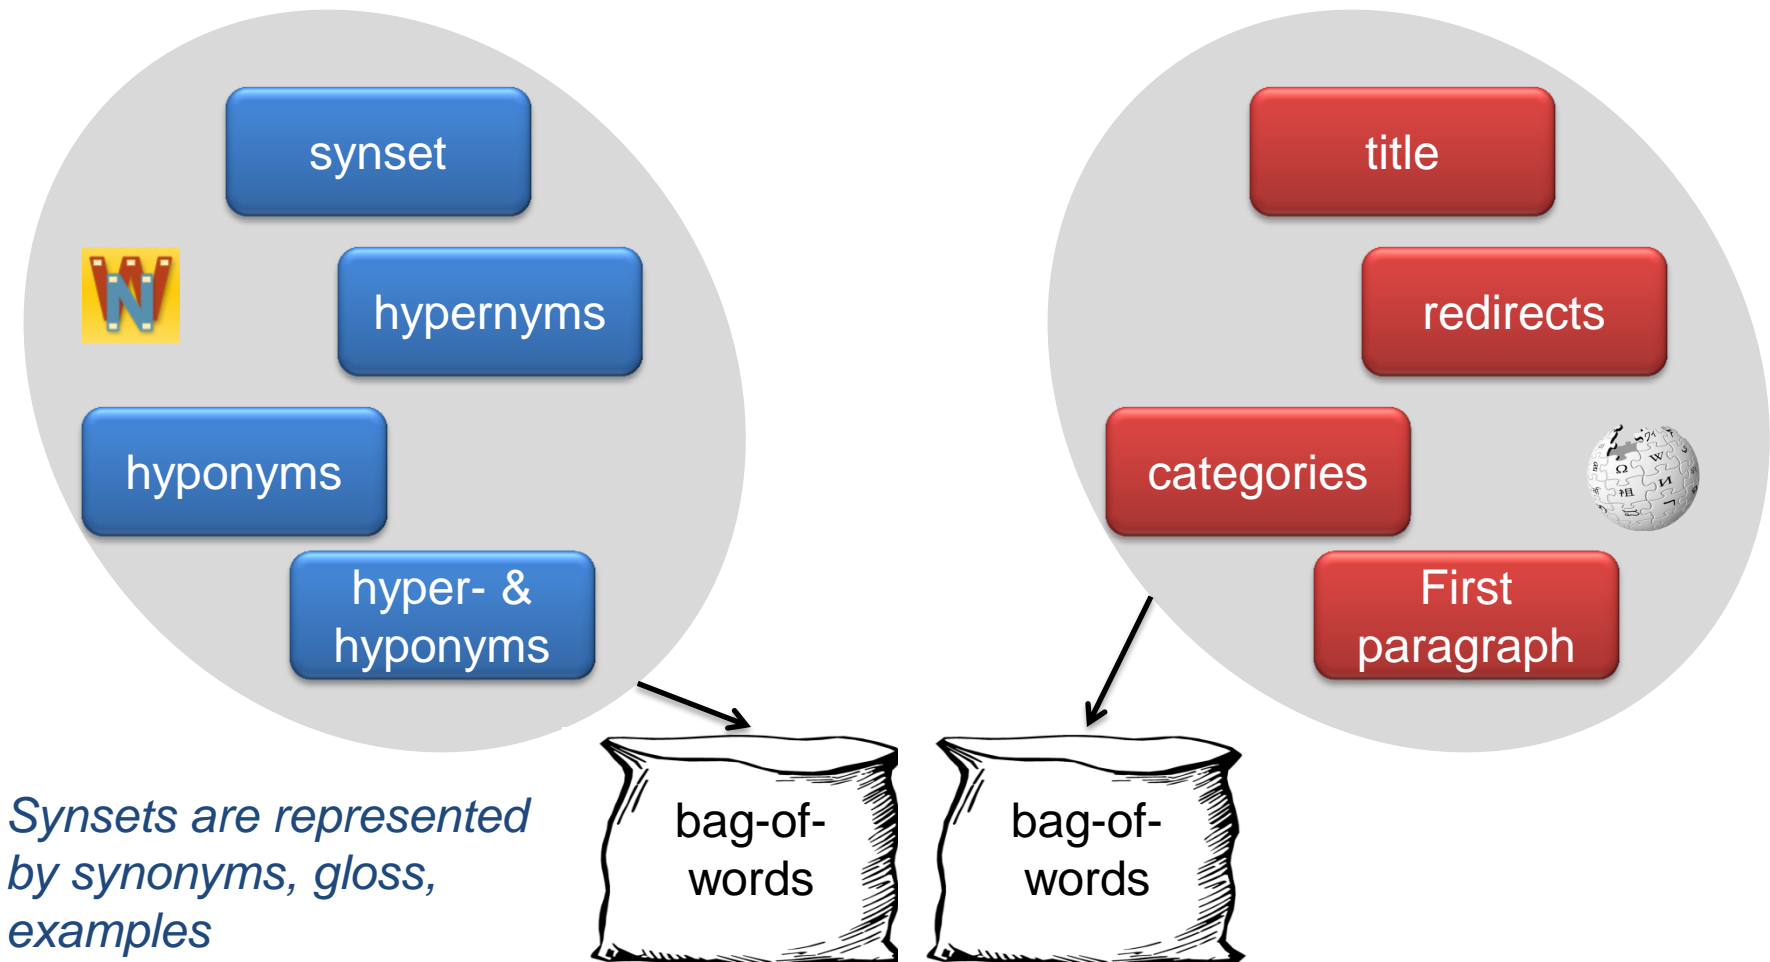 synset
hypernyms
hyponyms
hyper- &
hyponyms
title
redirects
categories
First
paragraph
bag-of-
words
bag-of-
words
Synsets are represented
by synonyms, gloss,
examples